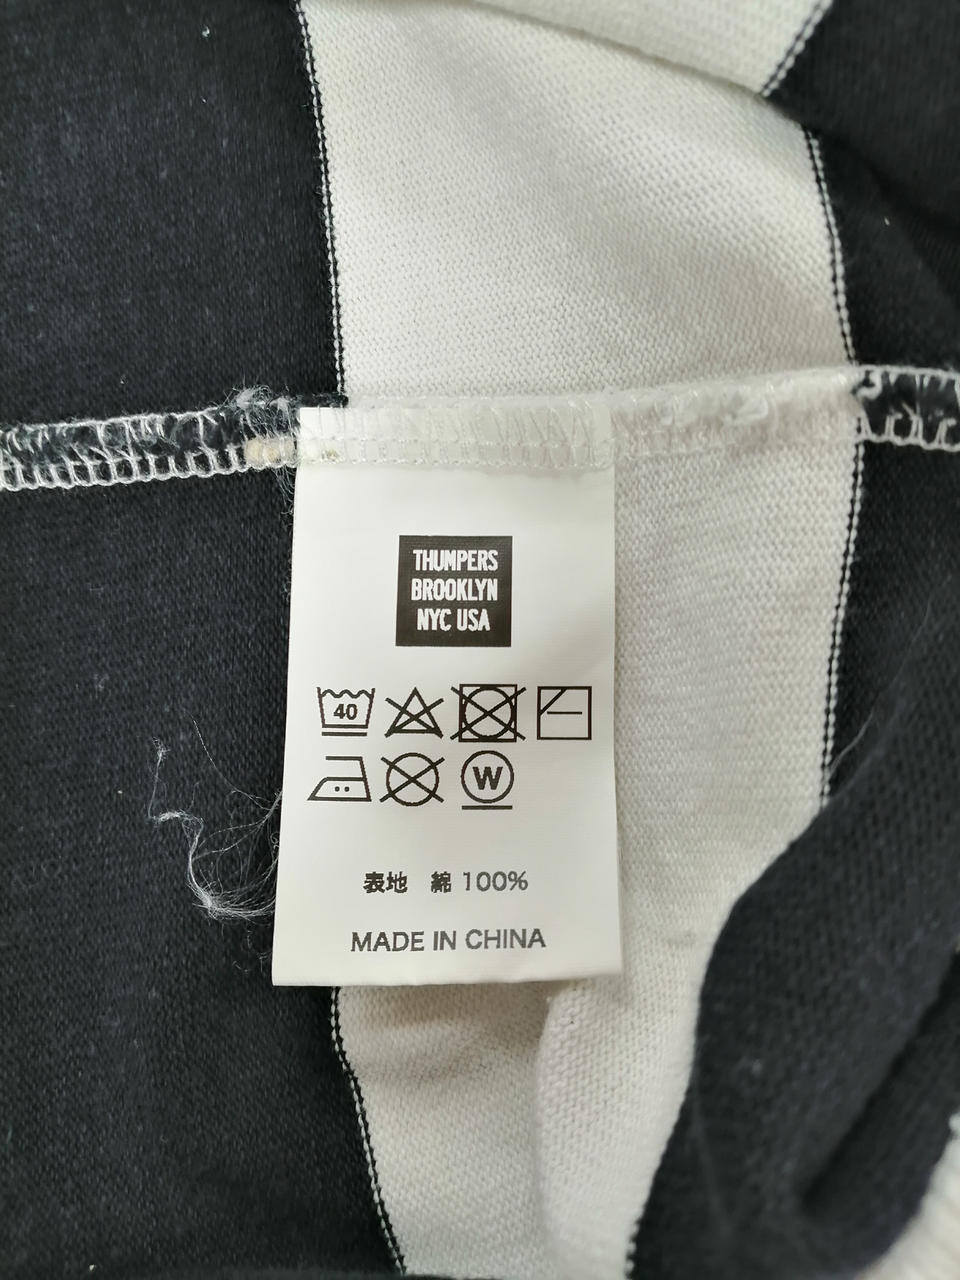 THUMPERS
BROOKLYN
NYC USA
40
W
表地 綿 100%
MADE IN CHINA